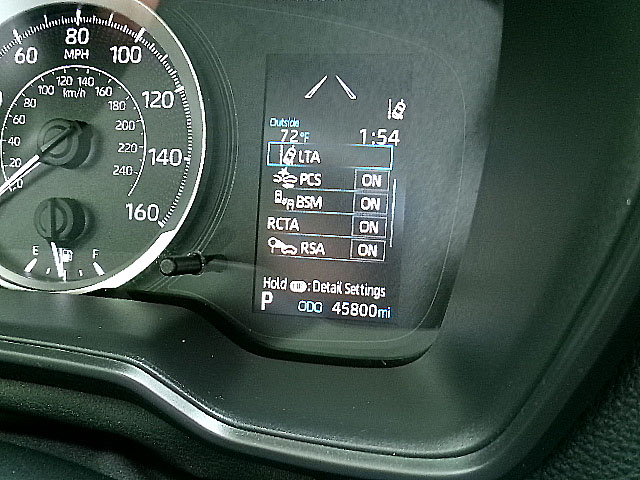 60 80 100 120 140 160
MPH
20 40 60 80 100 120 140 160 180 200 220 240
km/h
E F
Outside
72°F 1:54
LTA
PCS ON
BSM ON
RCTA ON
RSA ON
Hold : Detail Settings
P ODO 45800mi